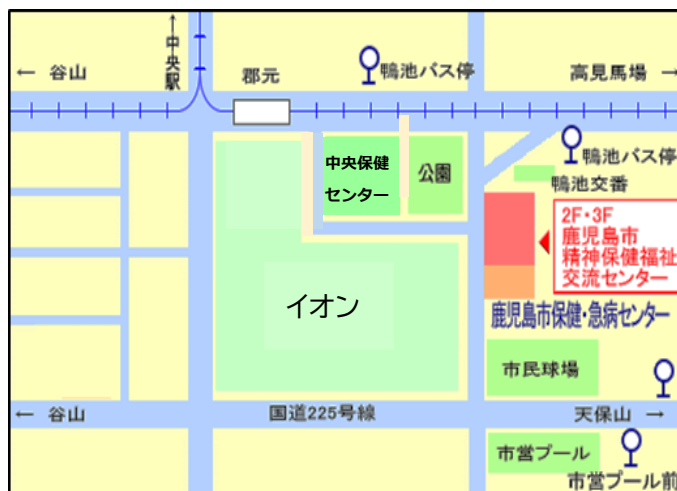 ← 谷山
←中央駅
郡元
鴨池バス停
高見馬場 →
中央保健
センター
公園
鴨池バス停
鴨池交番
2F・3F
鹿児島市
精神保健福祉
交流センター
イオン
鹿児島市保健・急病センター
市民球場
← 谷山
国道225号線
天保山 →
市営プール
市営プール前